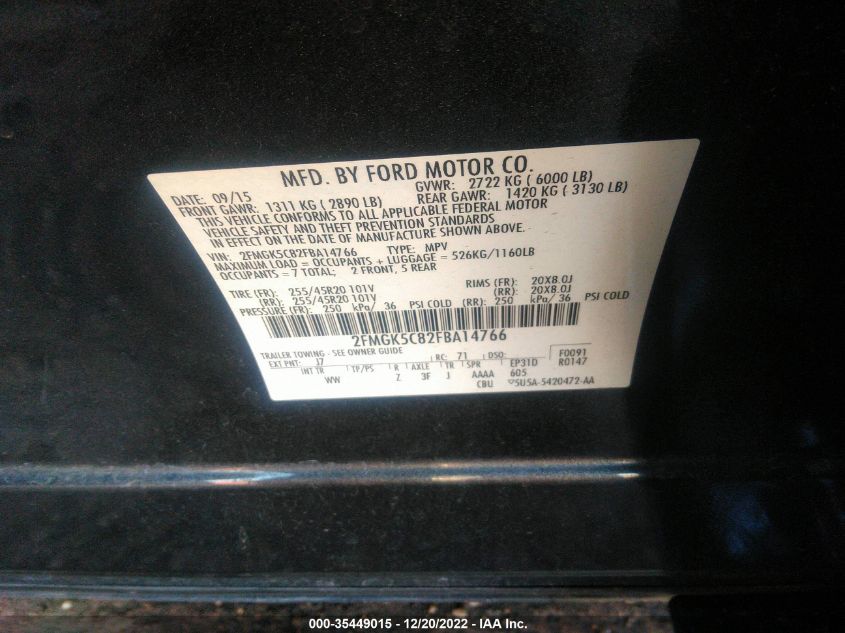 MFD. BY FORD MOTOR CO.
DATE: 09/15 GVWR: 2722 KG ( 6000 LB)
FRONT GAWR: 1311 KG ( 2890 LB) REAR GAWR: 1420 KG ( 3130 LB)
THIS VEHICLE CONFORMS TO ALL APPLICABLE FEDERAL MOTOR
VEHICLE SAFETY AND THEFT PREVENTION STANDARDS
IN EFFECT ON THE DATE OF MANUFACTURE SHOWN ABOVE.
VIN: 2FMGK5C82FBA14766 TYPE: MPV
MAXIMUM LOAD = OCCUPANTS + LUGGAGE = 526KG/1160LB
OCCUPANTS = 7 TOTAL; 2 FRONT, 5 REAR
TIRE (FR): 255/45R20 101V RIMS (FR): 20X8.0J
(RR): 255/45R20 101V (RR): 20X8.0J
PRESSURE (FR): 250 kPa/ 36 PSI COLD (RR): 250 kPa/ 36 PSI COLD
2FMGK5C82FBA14766
TRAILER TOWING - SEE OWNER GUIDE F0091
EXT PNT: J7 RC: 71 DSO: R0147
INT TR TP/PS R AXLE TR SPR EP31D
WW Z 3F J AAAA 605
CBU 5U5A-5420472-AA
000-35449015 - 12/20/2022 - IAA Inc.